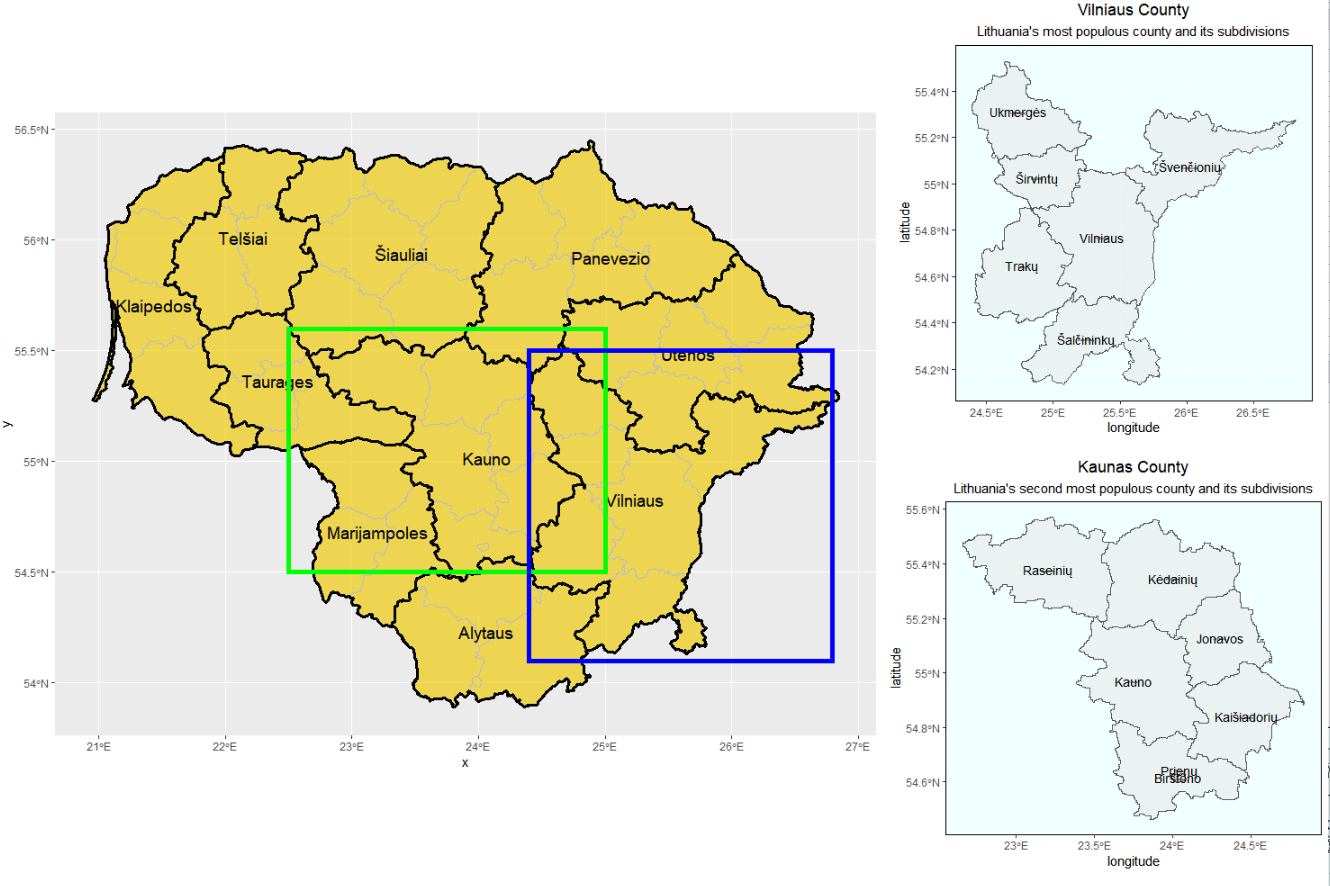 56.5°N
56°N
55.5°N
55°N
54.5°N
54°N
y
Telšiai
Šiauliai
Panevezio
Klaipedos
Utenos
Taurages
Kauno
Vilniaus
Marijampoles
Alytaus
21°E 22°E 23°E 24°E 25°E 26°E 27°E
x
Vilniaus County
Lithuania's most populous county and its subdivisions
55.4°N
55.2°N
55°N
54.8°N
54.6°N
54.4°N
54.2°N
latitude
Ukmergės
Švenčionių
Širvintų
Vilniaus
Trakų
Šalčininkų
24.5°E 25°E 25.5°E 26°E 26.5°E
longitude
Kaunas County
Lithuania's second most populous county and its subdivisions
55.6°N
55.4°N
55.2°N
55°N
54.8°N
54.6°N
latitude
Raseinių
Kėdainių
Jonavos
Kauno
Kaišiadorių
Prienų
Birštono
23°E 23.5°E 24°E 24.5°E
longitude